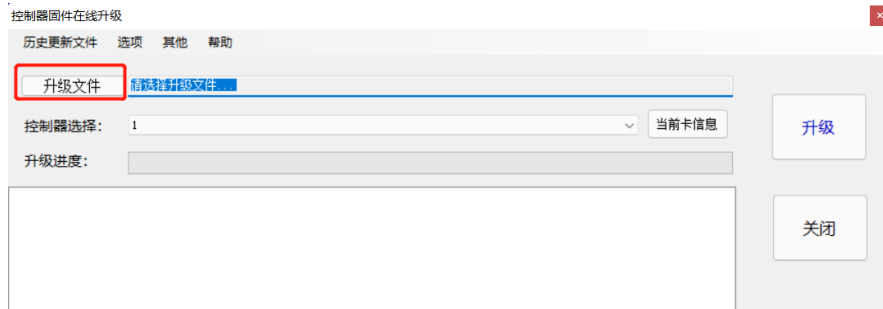 控制器固件在线升级
历史更新文件 选项 其他 帮助
升级文件 请选择升级文件...
控制器选择： 1 当前卡信息
升级进度：
升级
关闭